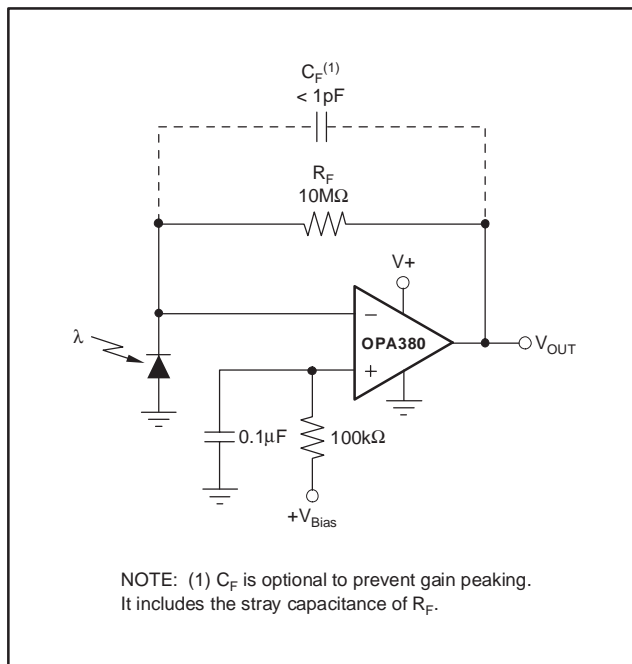 C_F(1)
< 1pF
R_F
10MΩ
V+
λ
−
OPA380
+
V_OUT
0.1µF
100kΩ
+V_Bias
NOTE: (1) C_F is optional to prevent gain peaking.
It includes the stray capacitance of R_F.